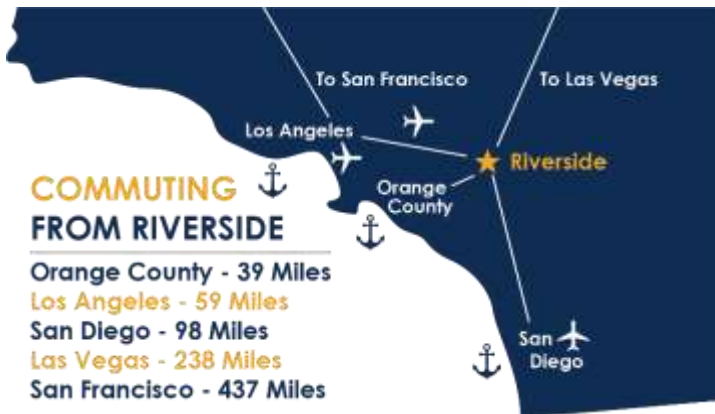 To San Francisco
To Las Vegas
Los Angeles
Riverside
Orange
County
COMMUTING
FROM RIVERSIDE
Orange County - 39 Miles
Los Angeles - 59 Miles
San Diego - 98 Miles
Las Vegas - 238 Miles
San Francisco - 437 Miles
San
Diego